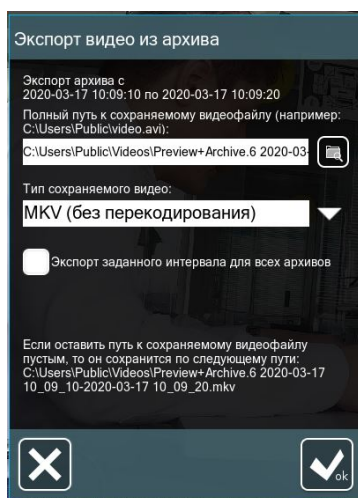 Экспорт видео из архива
Экспорт архива с
2020-03-17 10:09:10 по 2020-03-17 10:09:20
Полный путь к сохраняемому видеофайлу (например:
C:\Users\Public\video.avi):
C:\Users\Public\Videos\Preview+Archive.6 2020-03-
Тип сохраняемого видео:
MKV (без перекодирования)
Экспорт заданного интервала для всех архивов
Если оставить путь к сохраняемому видеофайлу
пустым, то он сохранится по следующему пути:
C:\Users\Public\Videos\Preview+Archive.6 2020-03-17
10_09_10-2020-03-17 10_09_20.mkv
ok